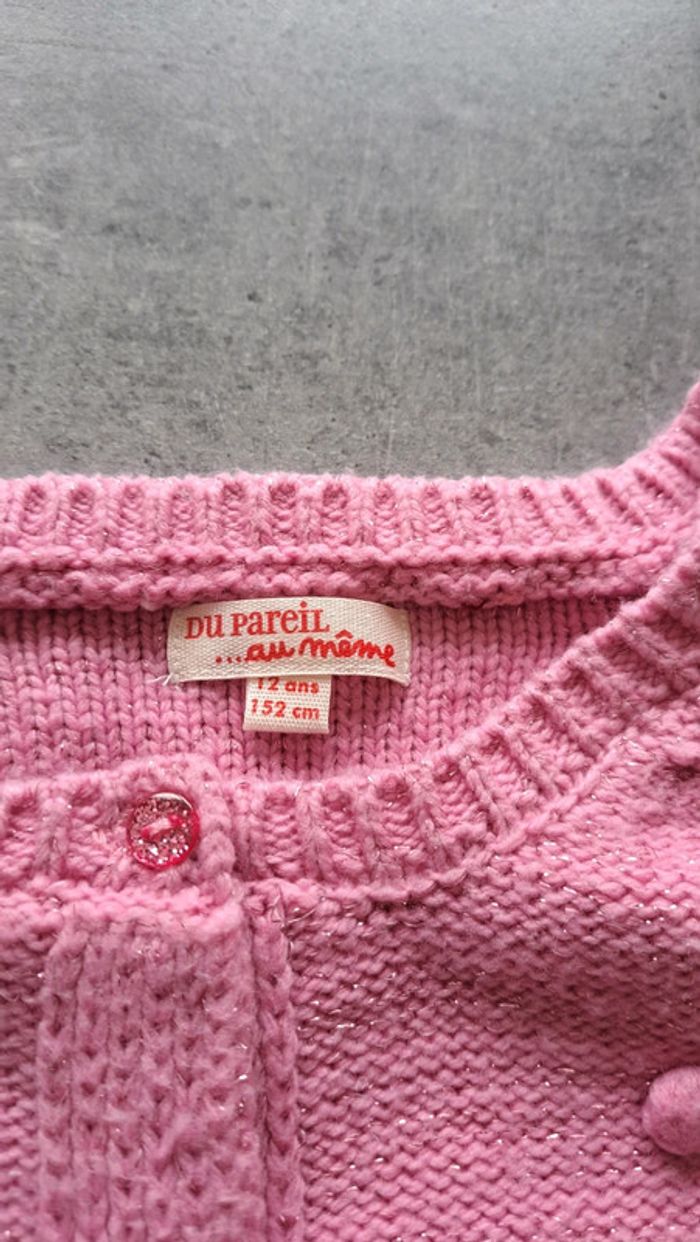 DU PAREIL
...au même
12 ans
152 cm